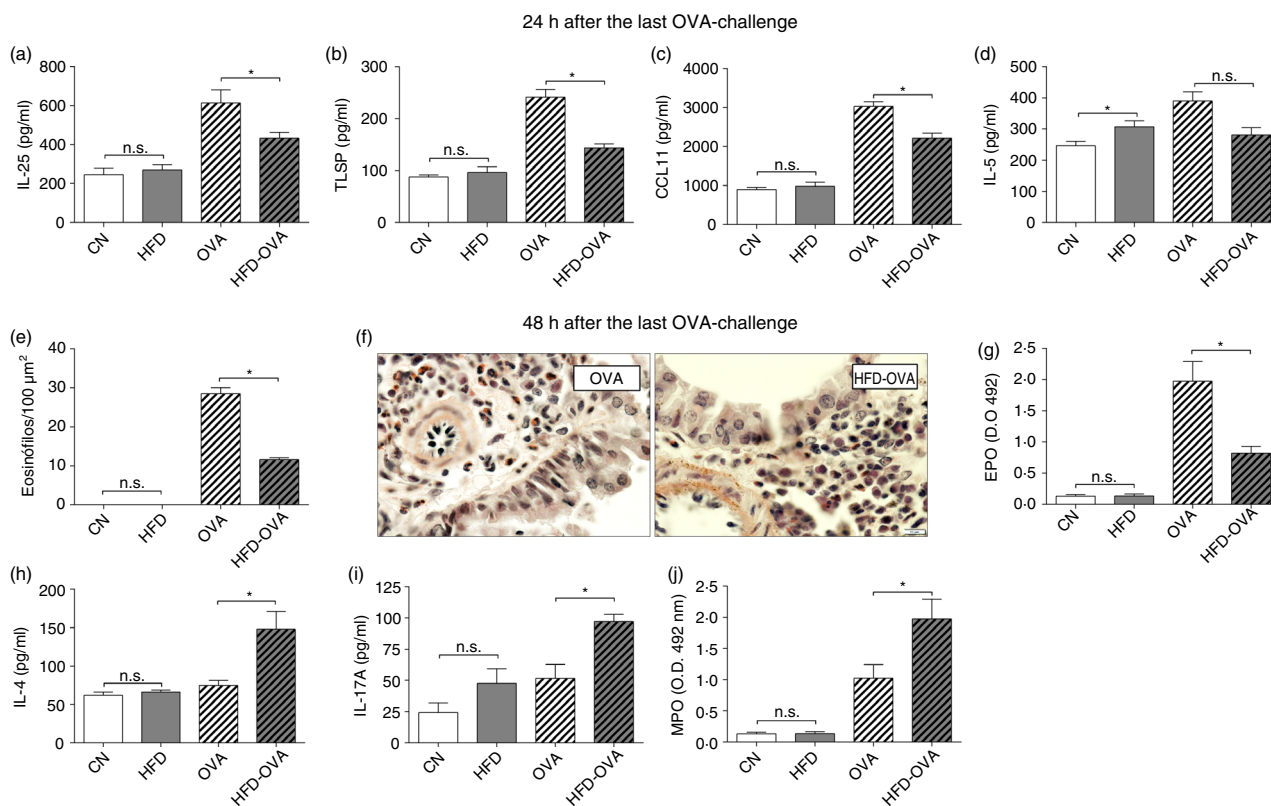 24 h after the last OVA-challenge
(a)
IL-25 (pg/ml)
800
600
400
200
0
n.s.
*
CN
HFD
OVA
HFD-OVA
(b)
TLSP (pg/ml)
300
200
100
0
n.s.
*
CN
HFD
OVA
HFD-OVA
(c)
CCL11 (pg/ml)
4000
3000
2000
1000
0
n.s.
*
CN
HFD
OVA
HFD-OVA
(d)
IL-5 (pg/ml)
500
400
300
200
100
0
*
n.s.
CN
HFD
OVA
HFD-OVA
48 h after the last OVA-challenge
(e)
Eosinófilos/100 μm²
40
30
20
10
0
n.s.
*
CN
HFD
OVA
HFD-OVA
(f)
OVA
HFD-OVA
(g)
EPO (D.O 492)
2·5
2·0
1·5
1·0
0·5
0·0
n.s.
*
CN
HFD
OVA
HFD-OVA
(h)
IL-4 (pg/ml)
200
150
100
50
0
n.s.
*
CN
HFD
OVA
HFD-OVA
(i)
IL-17A (pg/ml)
125
100
75
50
25
0
n.s.
*
CN
HFD
OVA
HFD-OVA
(j)
MPO (O.D. 492 nm)
2·5
2·0
1·5
1·0
0·5
0·0
n.s.
*
CN
HFD
OVA
HFD-OVA